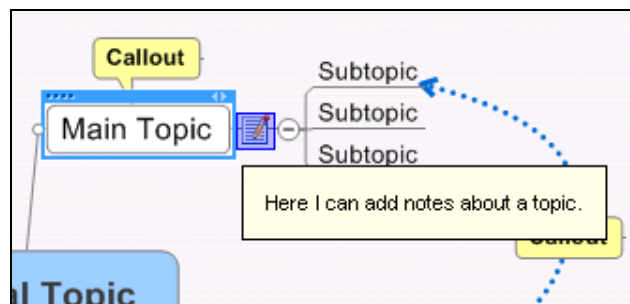 Callout
Subtopic
Main Topic
Subtopic
Subtopic
Here I can add notes about a topic.
Callout
al Topic